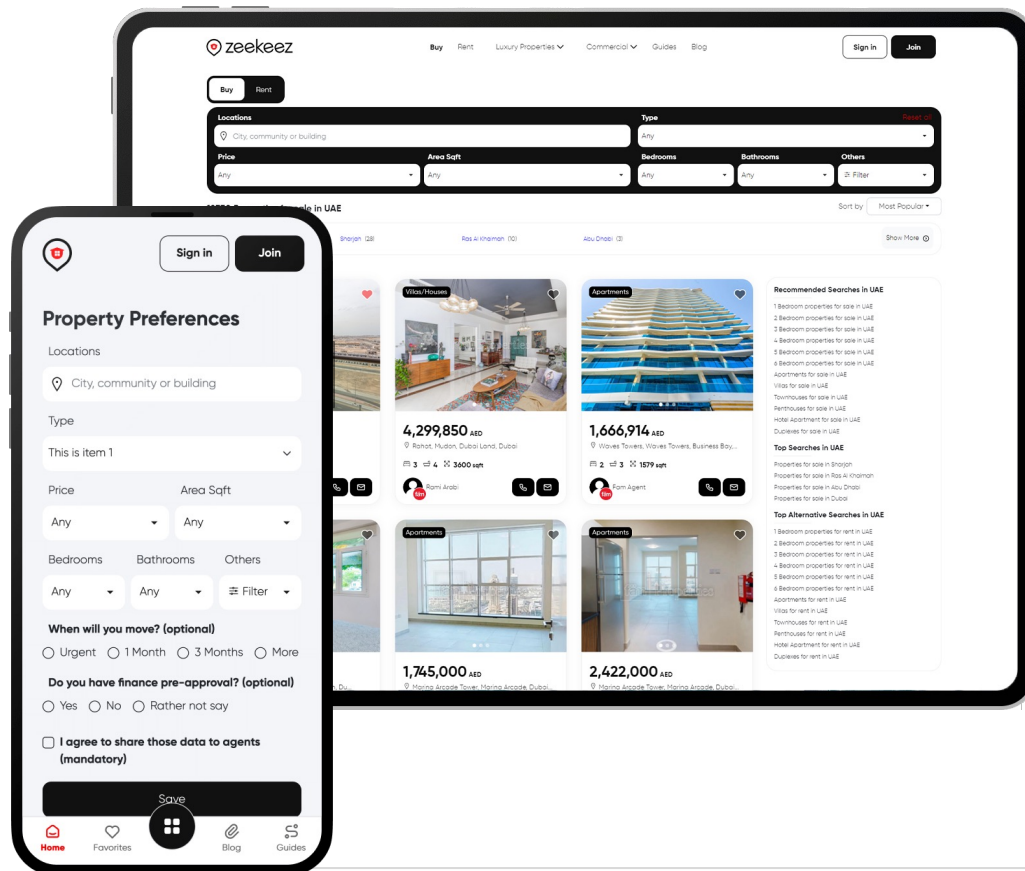 zeekeez
Buy Rent Luxury Properties Commercial Guides Blog
Sign in Join
Buy Rent
Locations Type Reset all
City, community or building Any
Price Area Sqft Bedrooms Bathrooms Others
Any Any Any Any Filter
sale in UAE
Sort by Most Popular
Sharjan (28) Ras Al Khaimah (10) Abu Dhabi (3) Show More
Villas/Houses
4,299,850 AED
Rahat, Mudon, Dubai Land, Dubai
3 4 3600 sqft
Rami Arabi
fäm
Apartments
1,666,914 AED
Waves Towers, Waves Towers, Business Bay,...
2 3 1579 sqft
Fam Agent
fäm
Apartments
1,745,000 AED
Marina Arcade Tower, Marina Arcade, Dubai...
Apartments
2,422,000 AED
Marina Arcade Tower, Marina Arcade, Dubai...
Recommended Searches in UAE
1 Bedroom properties for sale in UAE
2 Bedroom properties for sale in UAE
3 Bedroom properties for sale in UAE
4 Bedroom properties for sale in UAE
5 Bedroom properties for sale in UAE
6 Bedroom properties for sale in UAE
Apartments for sale in UAE
Villas for sale in UAE
Townhouses for sale in UAE
Penthouses for sale in UAE
Hotel Apartment for sale in UAE
Duplexes for sale in UAE
Top Searches in UAE
Properties for sale in Sharjan
Properties for sale in Ras Al Khaimah
Properties for sale in Abu Dhabi
Properties for sale in Dubai
Top Alternative Searches in UAE
1 Bedroom properties for rent in UAE
2 Bedroom properties for rent in UAE
3 Bedroom properties for rent in UAE
4 Bedroom properties for rent in UAE
5 Bedroom properties for rent in UAE
6 Bedroom properties for rent in UAE
Apartments for rent in UAE
Villas for rent in UAE
Townhouses for rent in UAE
Penthouses for rent in UAE
Hotel Apartment for rent in UAE
Duplexes for rent in UAE
Sign in Join
Property Preferences
Locations
City, community or building
Type
This is item 1
Price Area Sqft
Any Any
Bedrooms Bathrooms Others
Any Any Filter
When will you move? (optional)
Urgent 1 Month 3 Months More
Do you have finance pre-approval? (optional)
Yes No Rather not say
I agree to share those data to agents
(mandatory)
Save
Home Favorites Blog Guides